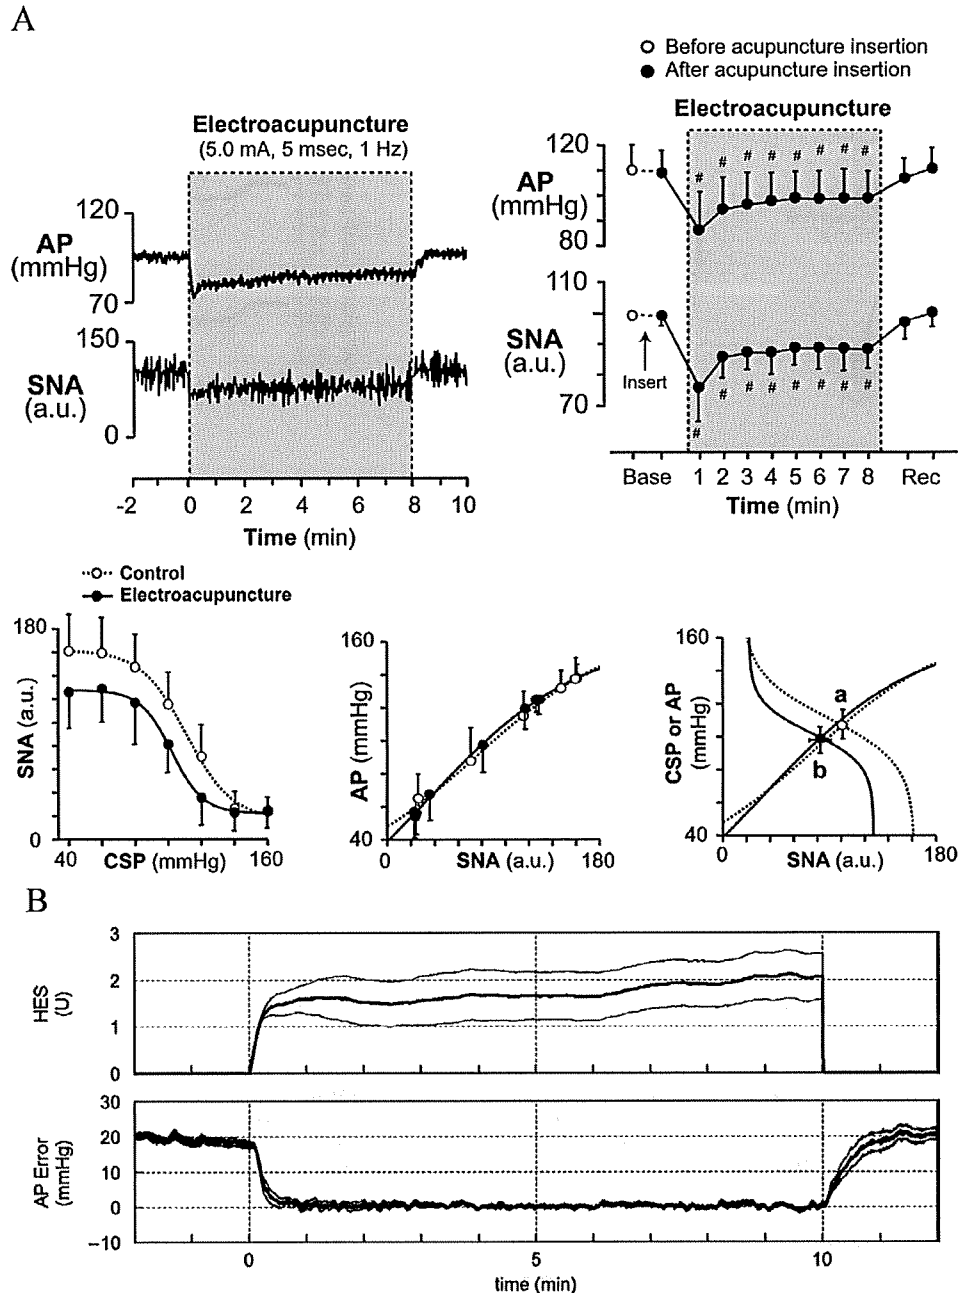 A
Before acupuncture insertion
After acupuncture insertion
Electroacupuncture
(5.0 mA, 5 msec, 1 Hz)
120
AP
(mmHg)
70
150
SNA
(a.u.)
0
-2 0 2 4 6 8 10
Time (min)
Electroacupuncture
120
AP
(mmHg)
80
# # # # # # # #
110
SNA
(a.u.)
70
Insert
# # # # # # # #
Base 1 2 3 4 5 6 7 8 Rec
Time (min)
Control
Electroacupuncture
180
SNA (a.u.)
0
40 CSP (mmHg) 160
160
AP (mmHg)
40
0 SNA (a.u.) 180
160
CSP or AP
(mmHg)
40
a
b
0 SNA (a.u.) 180
B
3
2
1
0
HES
(U)
30
20
10
0
−10
AP Error
(mmHg)
0 5 10
time (min)